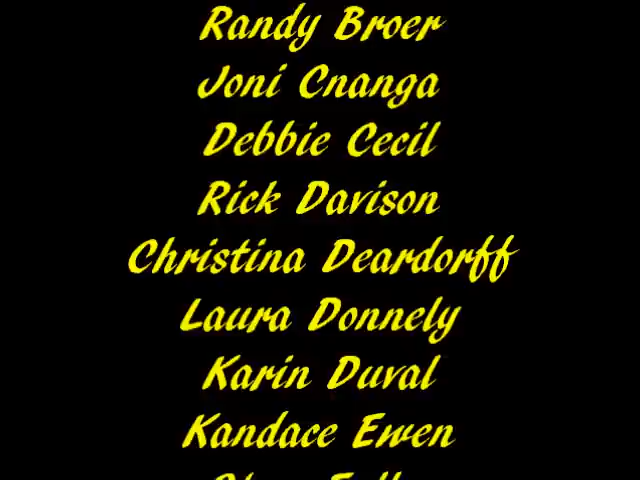 Randy Broer
Joni Cnanga
Debbie Cecil
Rick Davison
Christina Deardorff
Laura Donnely
Karin Duval
Kandace Ewen